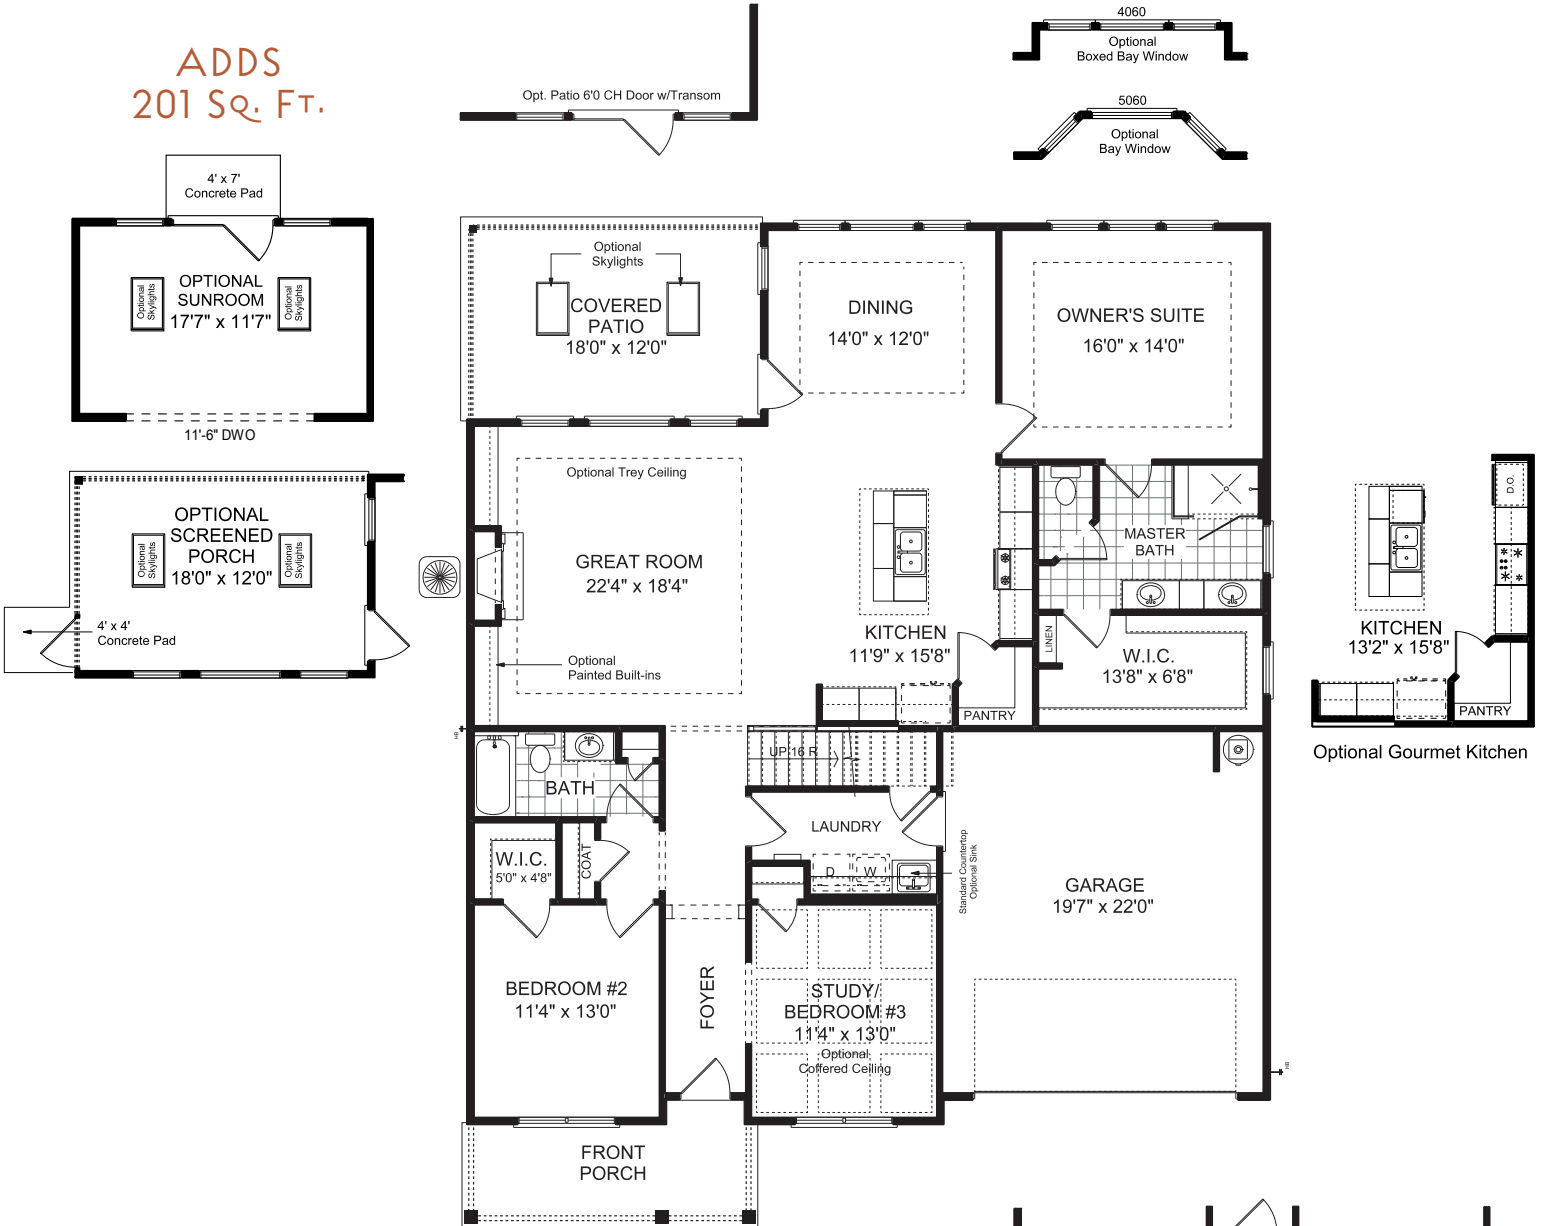 ADDS
201 Sq. Ft.
Opt. Patio 6'0 CH Door w/Transom
4060
Optional
Boxed Bay Window
5060
Optional
Bay Window
4' x 7'
Concrete Pad
OPTIONAL
SUNROOM
17'7" x 11'7"
Optional
Skylights
Optional
Skylights
11'-6" DWO
OPTIONAL
SCREENED
PORCH
18'0" x 12'0"
Optional
Skylights
Optional
Skylights
4' x 4'
Concrete Pad
Optional
Skylights
COVERED
PATIO
18'0" x 12'0"
DINING
14'0" x 12'0"
OWNER'S SUITE
16'0" x 14'0"
Optional Trey Ceiling
GREAT ROOM
22'4" x 18'4"
Optional
Painted Built-ins
KITCHEN
11'9" x 15'8"
PANTRY
MASTER
BATH
LINEN
W.I.C.
13'8" x 6'8"
D.O.
KITCHEN
13'2" x 15'8"
PANTRY
Optional Gourmet Kitchen
HB
UP 16 R
BATH
LAUNDRY
D
W
Standard Countertop
Optional Sink
W.I.C.
5'0" x 4'8"
COAT
GARAGE
19'7" x 22'0"
BEDROOM #2
11'4" x 13'0"
FOYER
STUDY/
BEDROOM #3
11'4" x 13'0"
Optional
Coffered Ceiling
HB
FRONT
PORCH